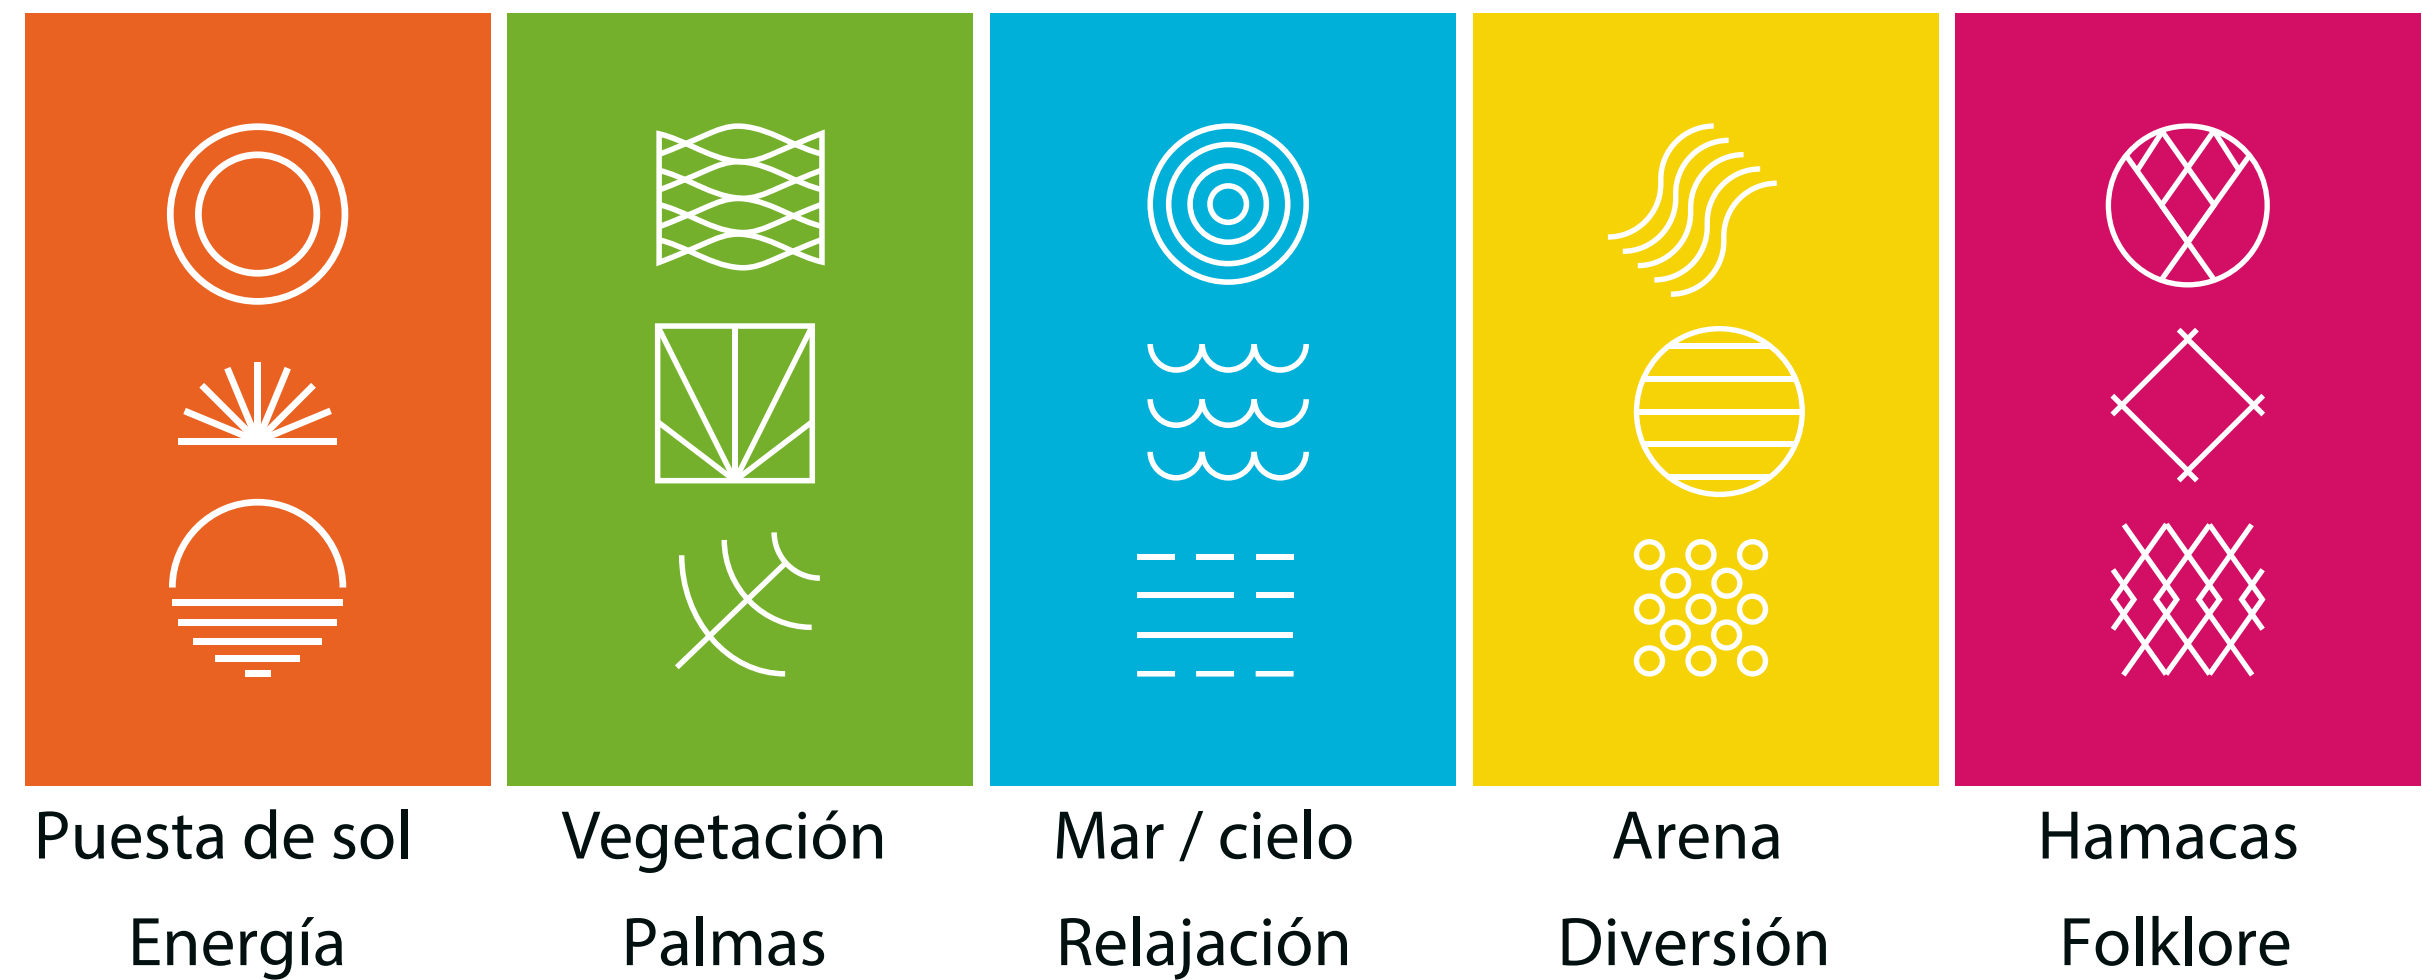 Puesta de sol
Energía
Vegetación
Palmas
Mar / cielo
Relajación
Arena
Diversión
Hamacas
Folklore